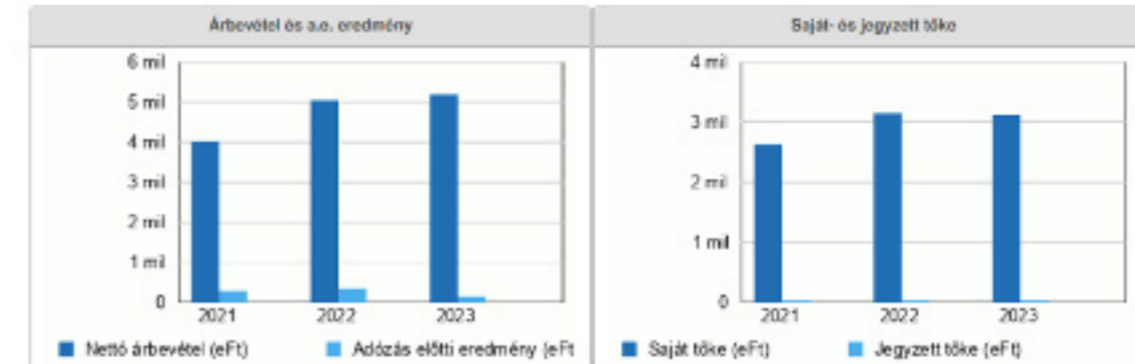 Árbevétel és a.e. eredmény
6 mil
5 mil
4 mil
3 mil
2 mil
1 mil
0
2021
2022
2023
Nettó árbevétel (eFt)
Adózás előtti eredmény (eFt
Saját- és jegyzett tőke
4 mil
3 mil
2 mil
1 mil
0
2021
2022
2023
Saját tőke (eFt)
Jegyzett tőke (eFt)